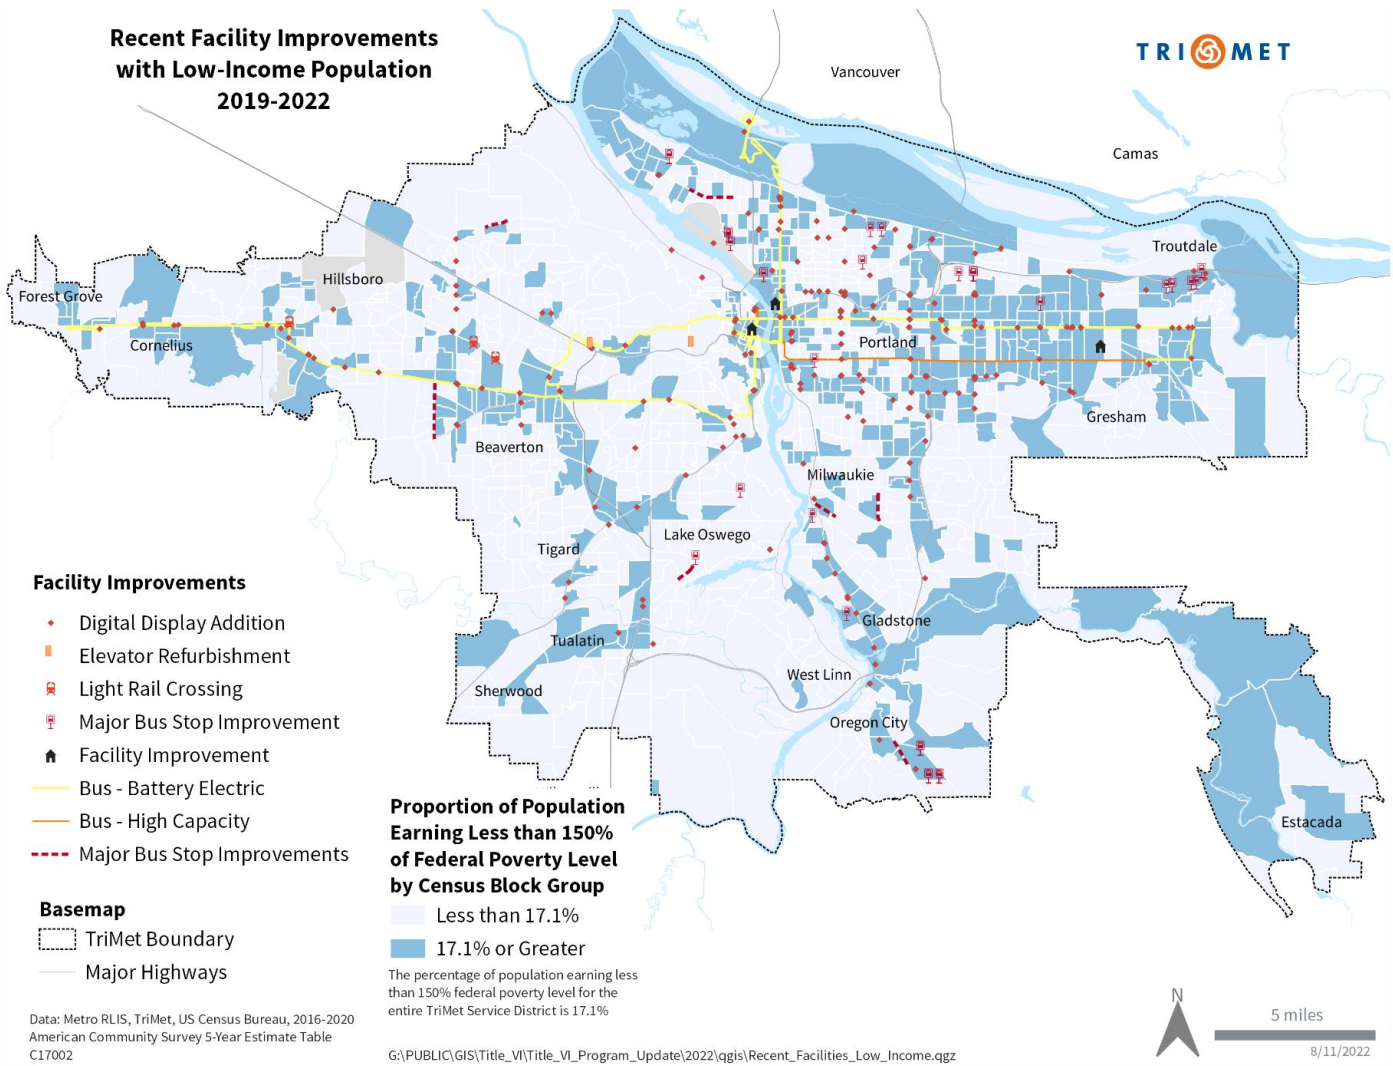 Recent Facility Improvements
with Low-Income Population
2019-2022
TRI MET
Vancouver
Camas
Troutdale
Hillsboro
Forest Grove
Cornelius
Portland
Gresham
Beaverton
Milwaukie
Lake Oswego
Tigard
Gladstone
Tualatin
West Linn
Sherwood
Oregon City
Estacada
Facility Improvements
Digital Display Addition
Elevator Refurbishment
Light Rail Crossing
Major Bus Stop Improvement
Facility Improvement
Bus - Battery Electric
Bus - High Capacity
Major Bus Stop Improvements
Basemap
TriMet Boundary
Major Highways
Data: Metro RLIS, TriMet, US Census Bureau, 2016-2020
American Community Survey 5-Year Estimate Table
C17002
Proportion of Population
Earning Less than 150%
of Federal Poverty Level
by Census Block Group
Less than 17.1%
17.1% or Greater
The percentage of population earning less
than 150% federal poverty level for the
entire TriMet Service District is 17.1%
G:\PUBLIC\GIS\Title_VI\Title_VI_Program_Update\2022\qgis\Recent_Facilities_Low_Income.qgz
N
5 miles
8/11/2022